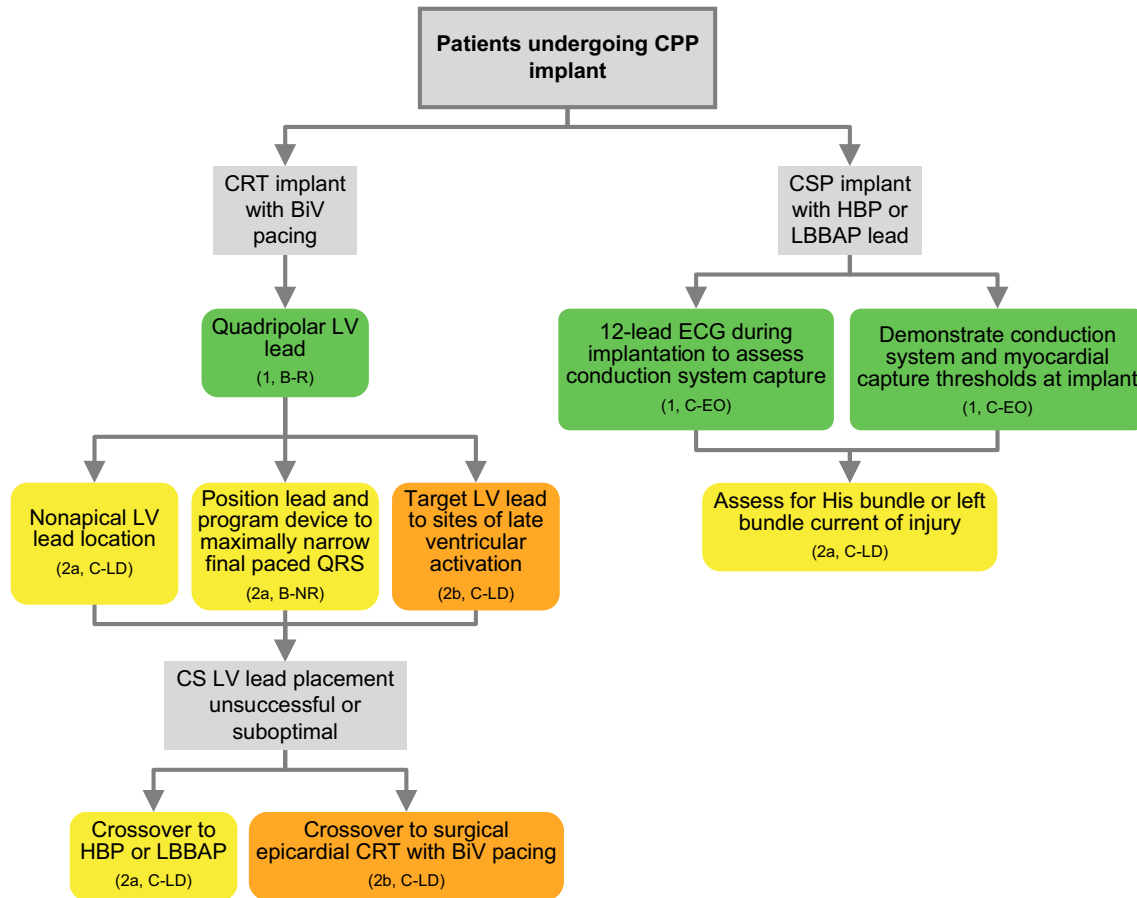 Patients undergoing CPP
implant
CRT implant
with BiV
pacing
CSP implant
with HBP or
LBBAP lead
Quadripolar LV
lead
(1, B-R)
12-lead ECG during
implantation to assess
conduction system capture
(1, C-EO)
Demonstrate conduction
system and myocardial
capture thresholds at implant
(1, C-EO)
Nonapical LV
lead location
(2a, C-LD)
Position lead and
program device to
maximally narrow
final paced QRS
(2a, B-NR)
Target LV lead
to sites of late
ventricular
activation
(2b, C-LD)
Assess for His bundle or left
bundle current of injury
(2a, C-LD)
CS LV lead placement
unsuccessful or
suboptimal
Crossover to
HBP or LBBAP
(2a, C-LD)
Crossover to surgical
epicardial CRT with BiV pacing
(2b, C-LD)